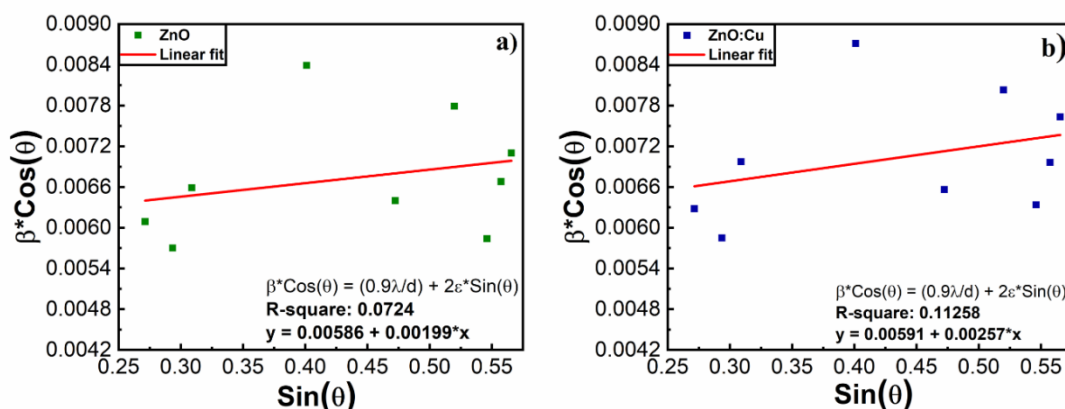 ZnO
Linear fit
a)
β*Cos(θ)
0.0090
0.0084
0.0078
0.0072
0.0066
0.0060
0.0054
0.0048
0.0042
β*Cos(θ) = (0.9λ/d) + 2ε*Sin(θ)
R-square: 0.0724
y = 0.00586 + 0.00199*x
0.25 0.30 0.35 0.40 0.45 0.50 0.55
Sin(θ)
ZnO:Cu
Linear fit
b)
β*Cos(θ)
0.0090
0.0084
0.0078
0.0072
0.0066
0.0060
0.0054
0.0048
0.0042
β*Cos(θ) = (0.9λ/d) + 2ε*Sin(θ)
R-square: 0.11258
y = 0.00591 + 0.00257*x
0.25 0.30 0.35 0.40 0.45 0.50 0.55
Sin(θ)